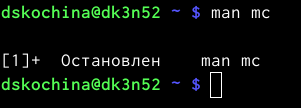 dskochina@dk3n52 ~ $ man mc
[1]+  Остановлен    man mc
dskochina@dk3n52 ~ $